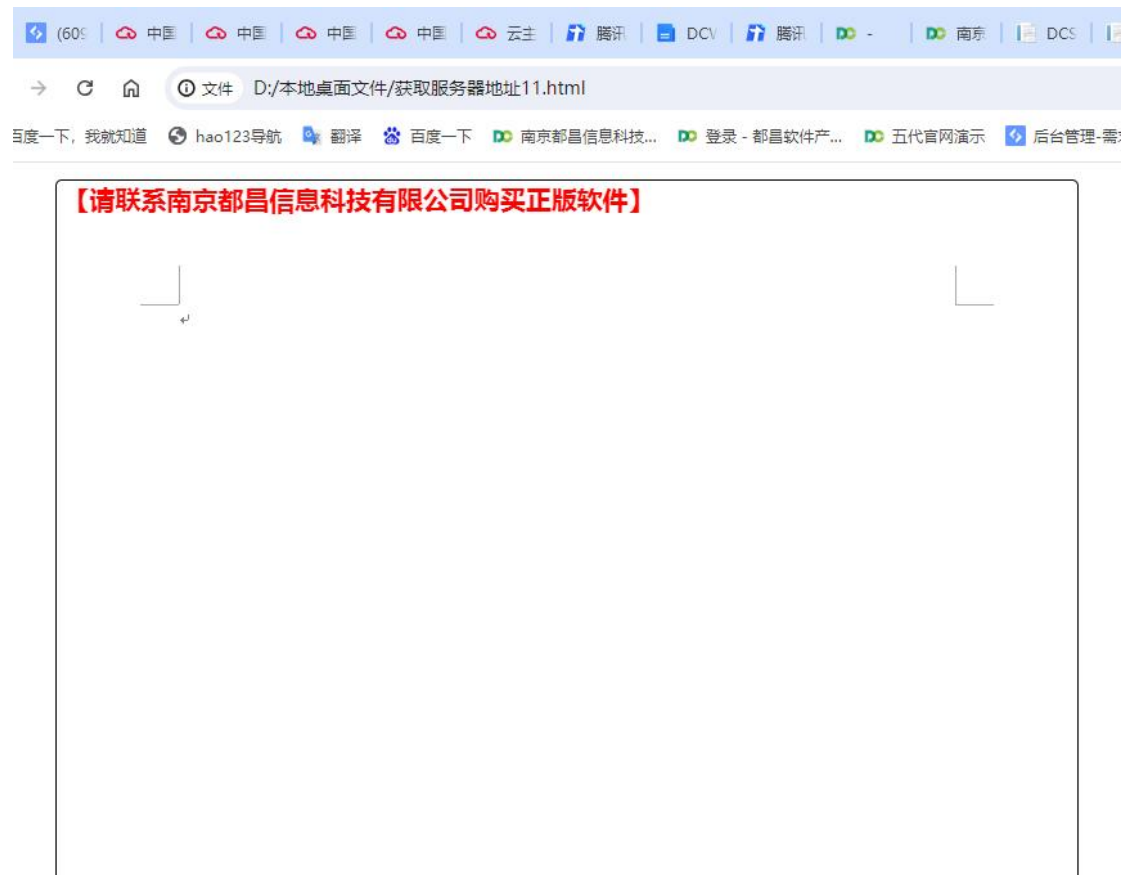 (609 中国 中国 中国 中国 云主 腾讯 DCV 腾讯 - 南京 DCS
文件 D:/本地桌面文件/获取服务器地址11.html
百度一下，我就知道 hao123导航 翻译 百度一下 南京都昌信息科技... 登录 - 都昌软件产... 五代官网演示 后台管理-需
【请联系南京都昌信息科技有限公司购买正版软件】